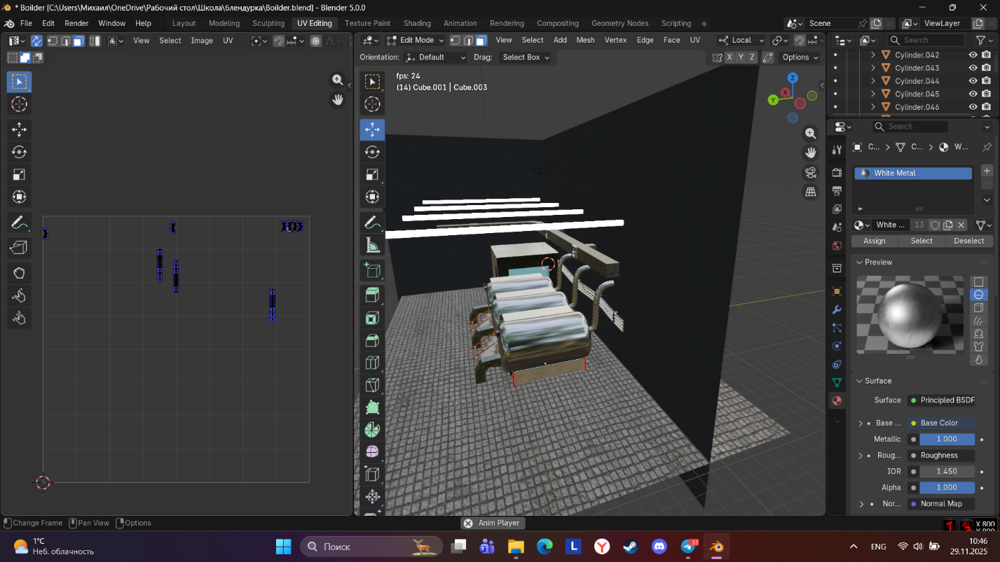 * Boilder [C:\Users\Михаил\OneDrive\Рабочий стол\Школа\блендурка\Boilder.blend] - Blender 5.0.0
File Edit Render Window Help
Layout Modeling Sculpting UV Editing Texture Paint Shading Animation Rendering Compositing Geometry Nodes Scripting +
Scene ViewLayer
View Select Image UV
Edit Mode View Select Add Mesh Vertex Edge Face UV Local
Search
Orientation: Default Drag: Select Box X Y Z Options
fps: 24
(14) Cube.001 | Cube.003
Z
X
Y
Cylinder.042
Cylinder.043
Cylinder.044
Cylinder.045
Cylinder.046
Search
C... C... W...
White Metal
White ... 13
Assign Select Deselect
Preview
Surface
Surface Principled BSDF
Base ... Base Color
Metallic 1.000
Roug... Roughness
IOR 1.450
Alpha 1.000
Nor... Normal Map
Change Frame Pan View Options
Anim Player
X 800
1°C
Неб. облачность
Поиск
57
ENG
10:46
29.11.2025